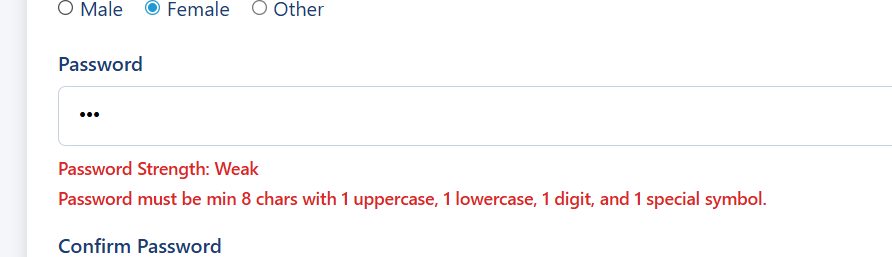 Male Female Other
Password
•••
Password Strength: Weak
Password must be min 8 chars with 1 uppercase, 1 lowercase, 1 digit, and 1 special symbol.
Confirm Password